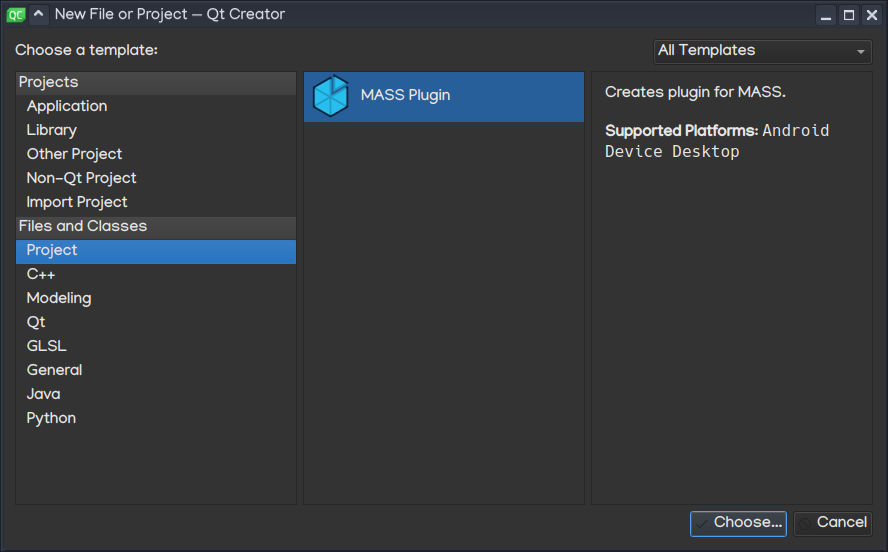 QC
New File or Project — Qt Creator
Choose a template:
All Templates
Projects
Application
Library
Other Project
Non-Qt Project
Import Project
Files and Classes
Project
C++
Modeling
Qt
GLSL
General
Java
Python
MASS Plugin
Creates plugin for MASS.
Supported Platforms: Android
Device Desktop
Choose...
Cancel